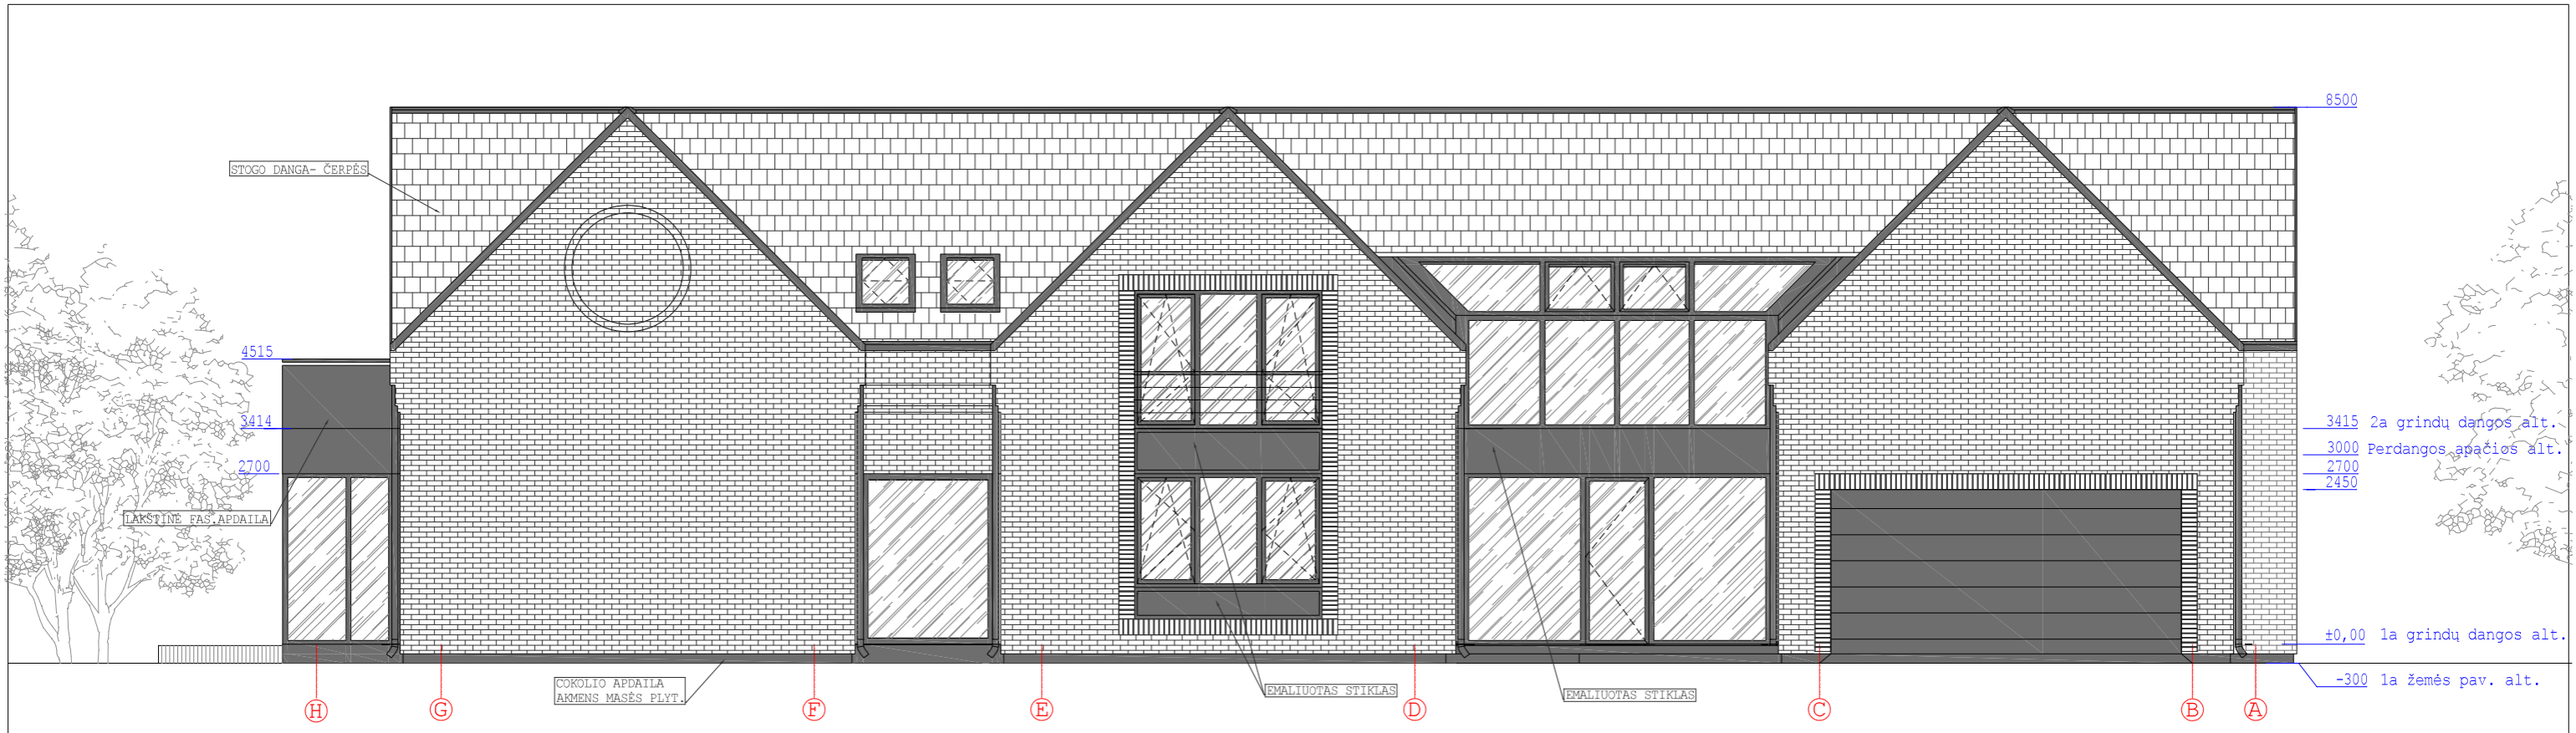 8500
STOGO DANGA- ČERPĖS
4515
3414
3415 2a grindų dangos alt.
3000 Perdangos apačios alt.
2700
2700
2450
LAKŠTINĖ FAS.APDAILA
±0,00 1a grindų dangos alt.
COKOLIO APDAILA
AKMENS MASĖS PLYT.
EMALIUOTAS STIKLAS
EMALIUOTAS STIKLAS
-300 1a žemės pav. alt.
H G F E D C B A